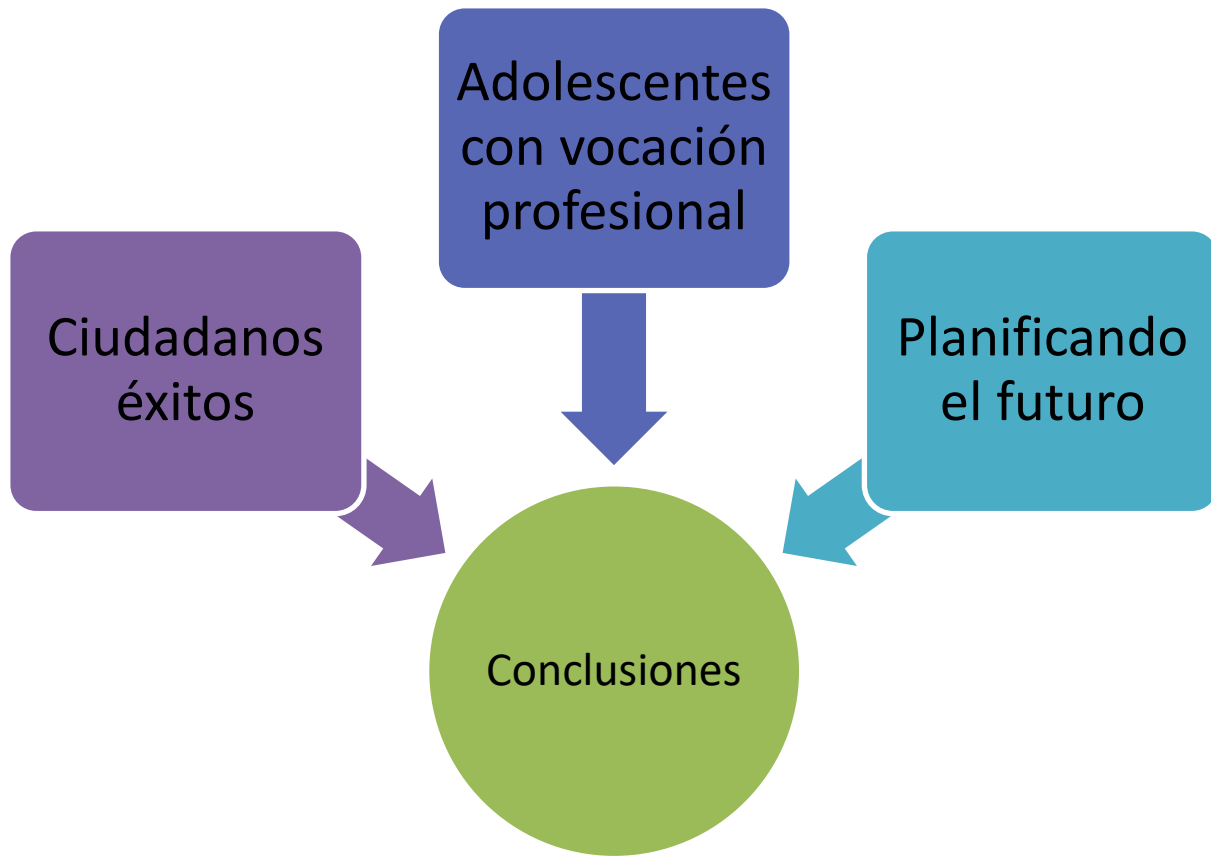 Adolescentes
con vocación
profesional
Ciudadanos
éxitos
Planificando
el futuro
Conclusiones